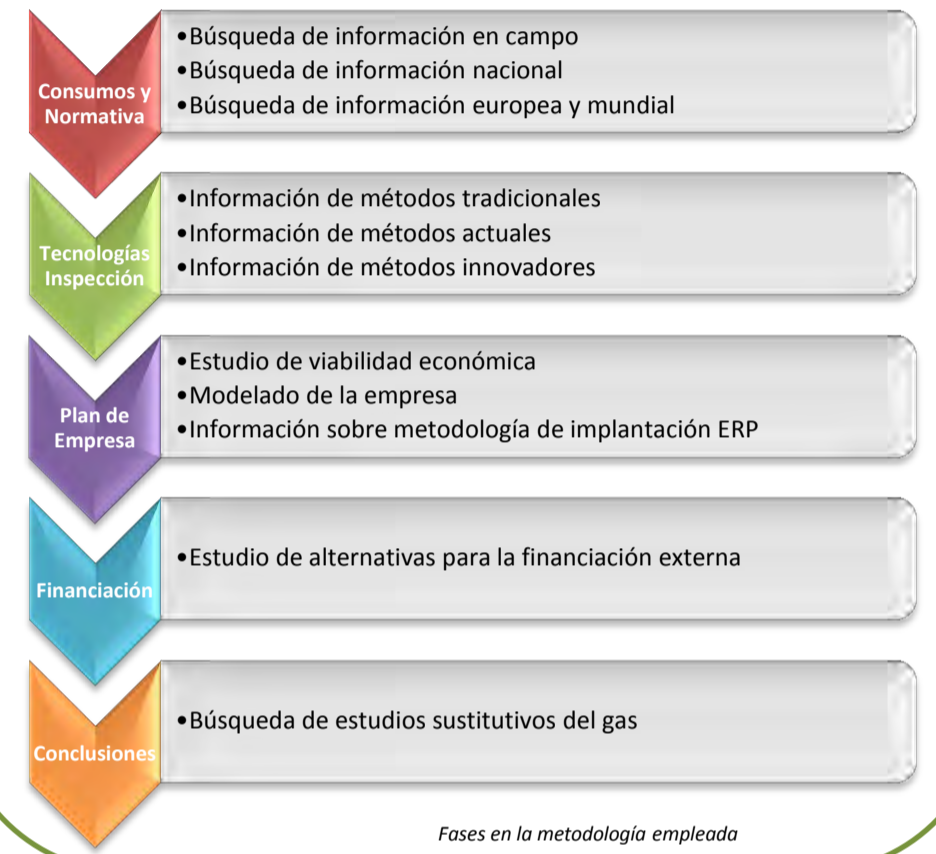 Consumos y
Normativa
•Búsqueda de información en campo
•Búsqueda de información nacional
•Búsqueda de información europea y mundial
Tecnologías
Inspección
•Información de métodos tradicionales
•Información de métodos actuales
•Información de métodos innovadores
Plan de
Empresa
•Estudio de viabilidad económica
•Modelado de la empresa
•Información sobre metodología de implantación ERP
Financiación
•Estudio de alternativas para la financiación externa
Conclusiones
•Búsqueda de estudios sustitutivos del gas
Fases en la metodología empleada